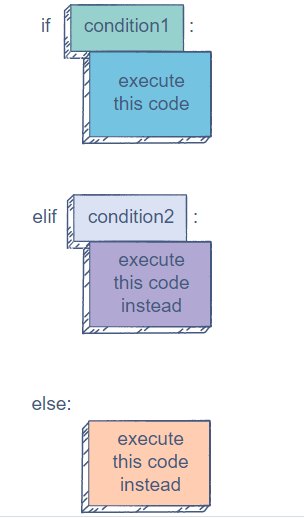 if condition1 :
execute
this code
elif condition2 :
execute
this code
instead
else:
execute
this code
instead